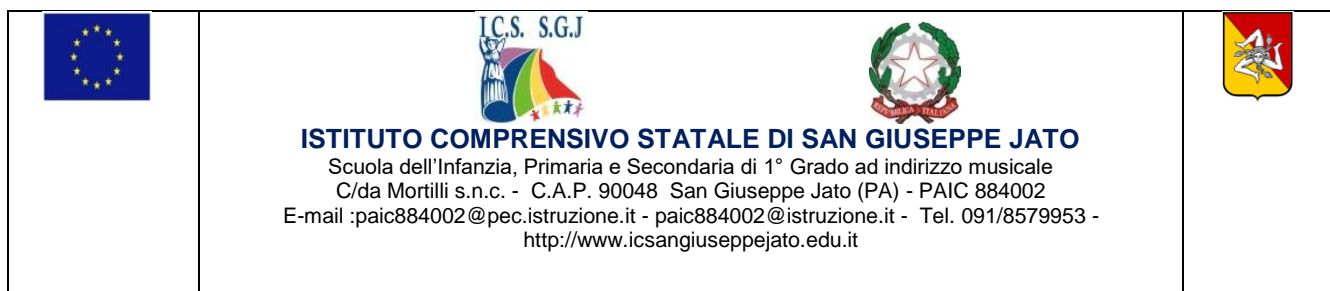 I.C.S. S.G.J
REPVBBLICA ITALIANA
ISTITUTO COMPRENSIVO STATALE DI SAN GIUSEPPE JATO
Scuola dell'Infanzia, Primaria e Secondaria di 1° Grado ad indirizzo musicale
C/da Mortilli s.n.c. - C.A.P. 90048 San Giuseppe Jato (PA) - PAIC 884002
E-mail :paic884002@pec.istruzione.it - paic884002@istruzione.it - Tel. 091/8579953 -
http://www.icsangiuseppejato.edu.it